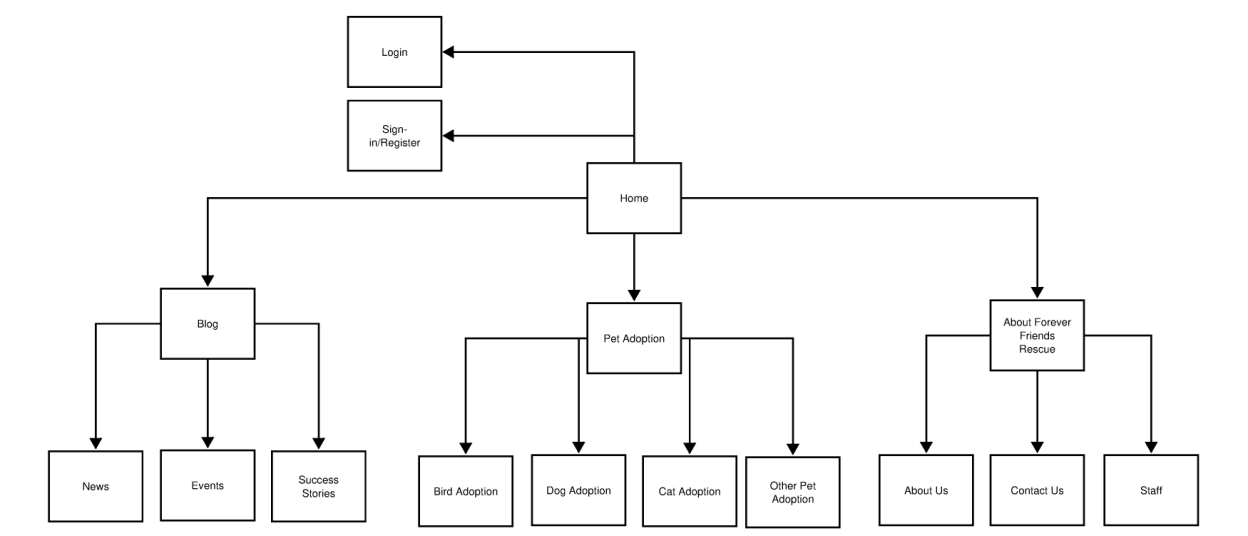 Login
Sign-
in/Register
Home
Blog
Pet Adoption
About Forever
Friends
Rescue
News
Events
Success
Stories
Bird Adoption
Dog Adoption
Cat Adoption
Other Pet
Adoption
About Us
Contact Us
Staff